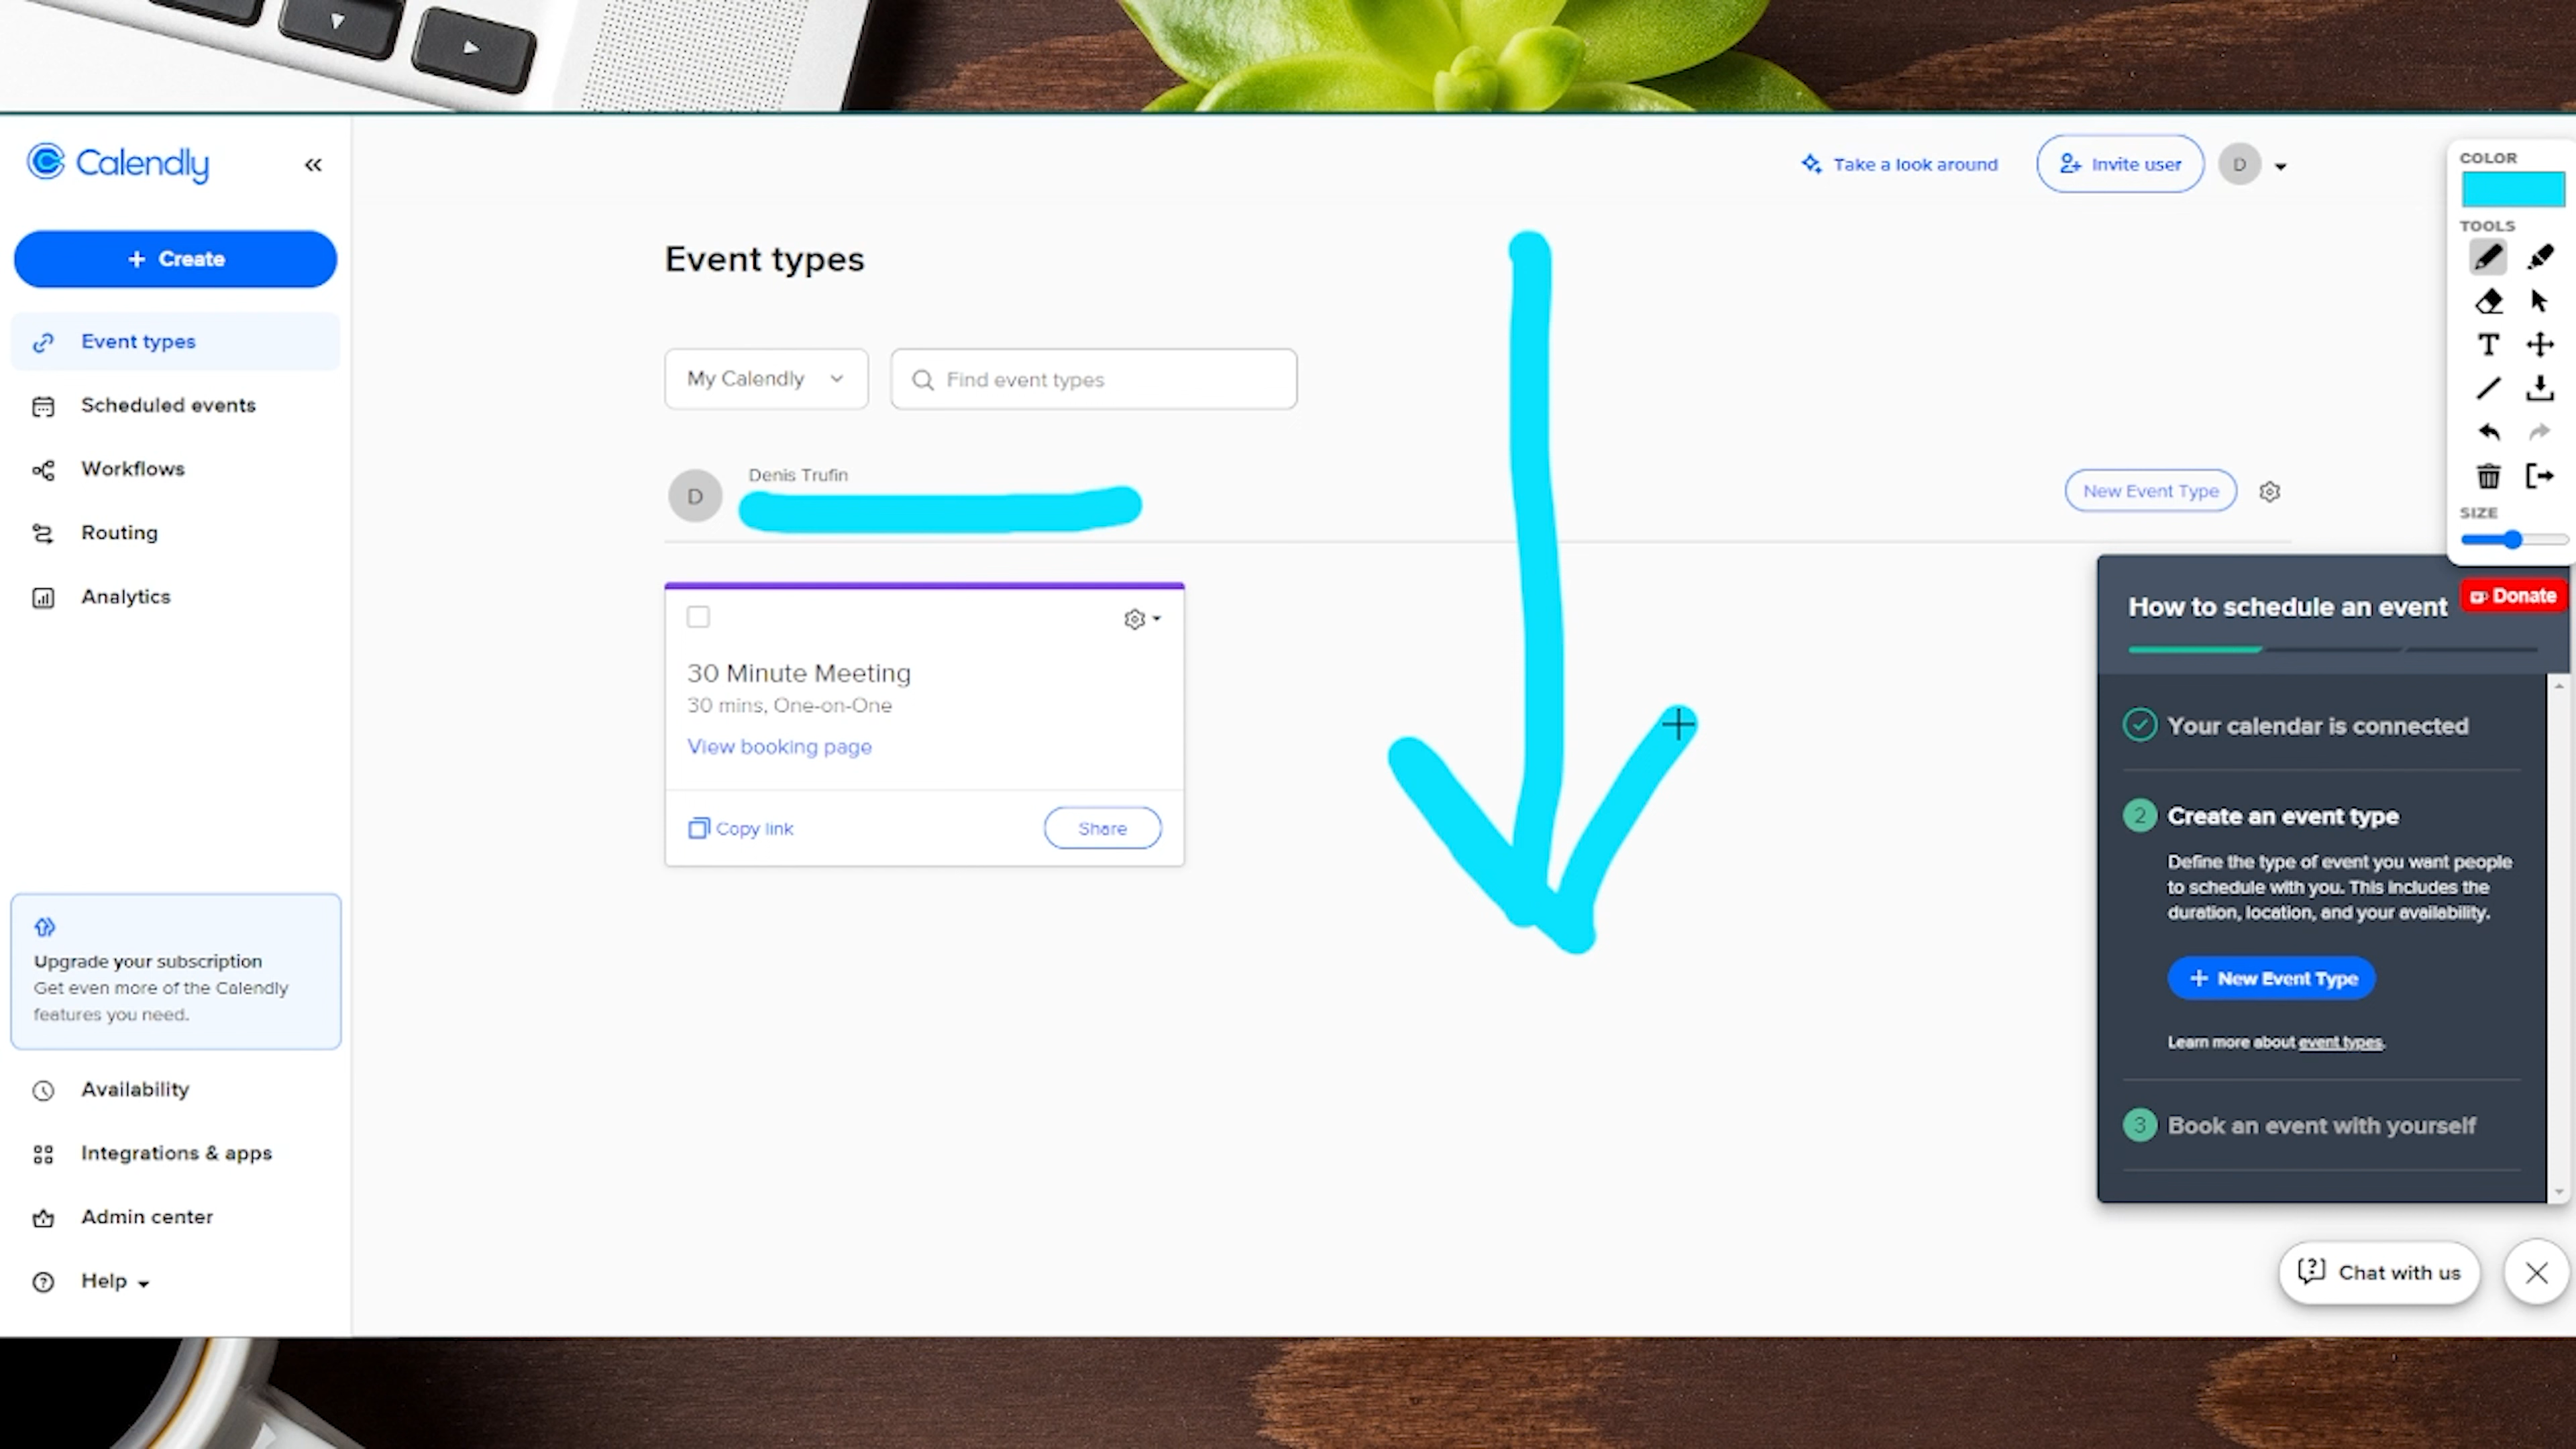 Calendly
Take a look around
Invite user
D
COLOR
TOOLS
T
SIZE
Donate
+ Create
Event types
Scheduled events
Workflows
Routing
Analytics
Upgrade your subscription
Get even more of the Calendly
features you need.
Availability
Integrations & apps
Admin center
Help
Event types
My Calendly
Find event types
D
Denis Trufin
New Event Type
30 Minute Meeting
30 mins, One-on-One
View booking page
Copy link
Share
How to schedule an event
Your calendar is connected
2 Create an event type
Define the type of event you want people
to schedule with you. This includes the
duration, location, and your availability.
+ New Event Type
Learn more about event types.
3 Book an event with yourself
Chat with us